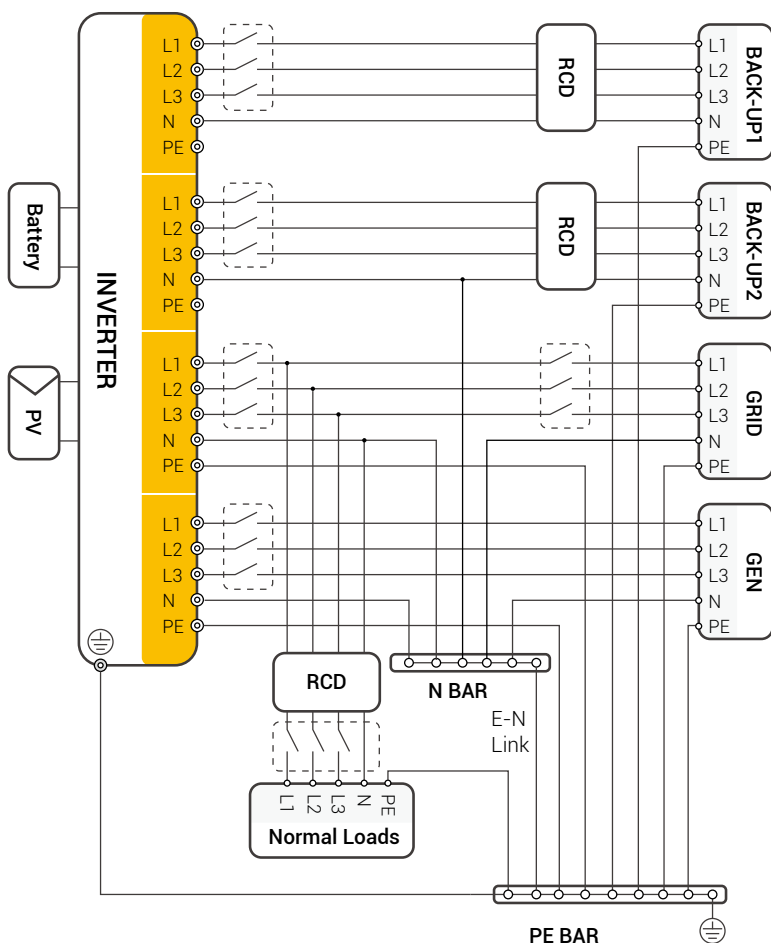 L1
L2
L3
N
PE
RCD
L1
L2
L3
N
PE
BACK-UP1
Battery
INVERTER
L1
L2
L3
N
PE
RCD
L1
L2
L3
N
PE
BACK-UP2
PV
L1
L2
L3
N
PE
L1
L2
L3
N
PE
GRID
L1
L2
L3
N
PE
L1
L2
L3
N
PE
GEN
RCD
N BAR
E-N
Link
L1
L2
L3
N
PE
Normal Loads
PE BAR